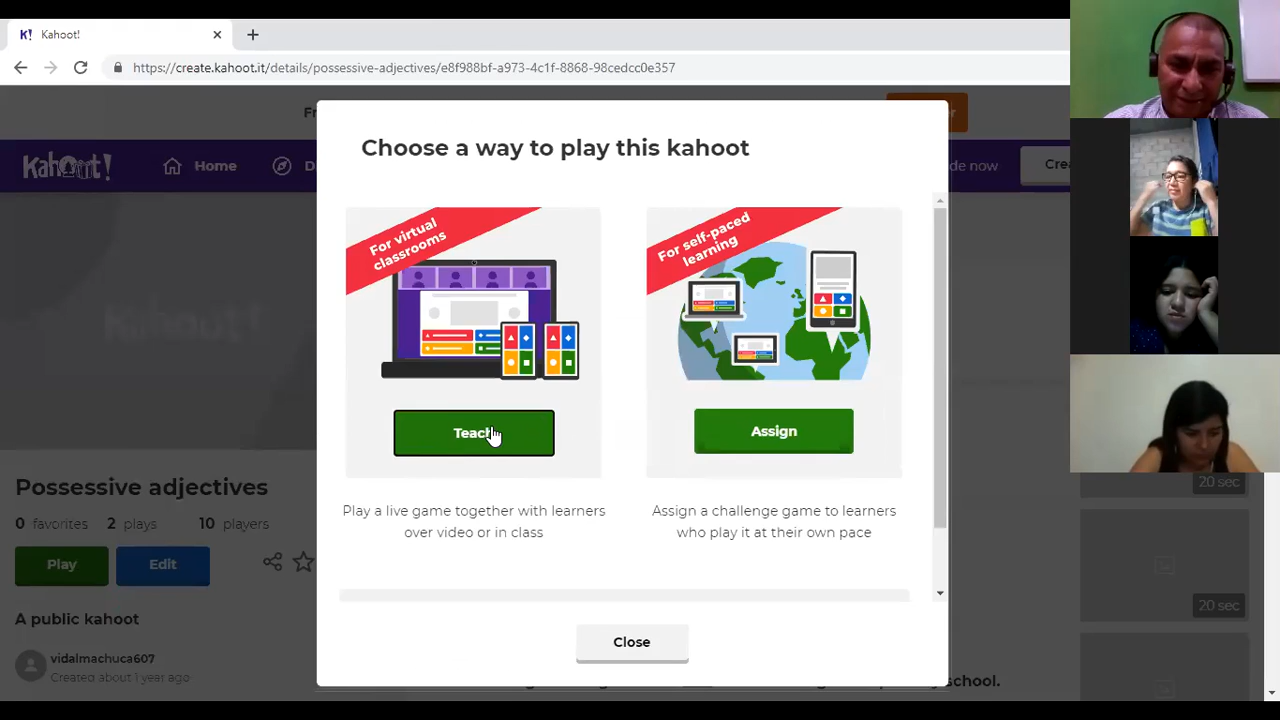 Kahoot!
https://create.kahoot.it/details/possessive-adjectives/e8f988bf-a973-4c1f-8868-98cedcc0e357
Kahoot!
Home
Choose a way to play this kahoot
For virtual
classrooms
For self-paced
learning
Teach
Assign
Play a live game together with learners
over video or in class
Assign a challenge game to learners
who play it at their own pace
Close
Possessive adjectives
0 favorites 2 plays 10 players
Play
Edit
A public kahoot
vidalmachuca607
Created about 1 year ago
20 sec
20 sec
school.